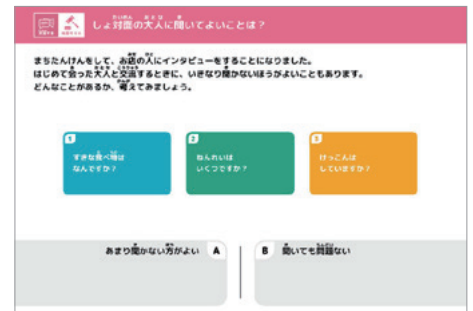 しょ対面の大人に聞いてよいことは？
まちたんけんをして、お店の人にインタビューをすることになりました。
はじめて会った大人と交流するときに、いきなり聞かないほうがよいこともあります。
どんなことがあるか、考えてみましょう。
1
すきな食べ物は
なんですか？
2
ねんれいは
いくつですか？
3
けっこんは
していますか？
あまり聞かない方がよい A
B 聞いても問題ない